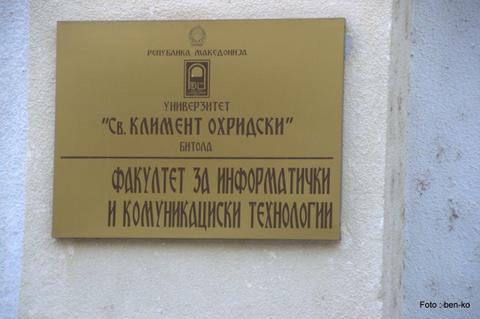 РЕПУБЛИКА МАКЕДОНИЈА
УНИВЕРЗИТЕТ
"СВ. КЛИМЕНТ ОХРИДСКИ"
БИТОЛА
ФАКУЛТЕТ ЗА ИНФОРМАТИЧКИ
И КОМУНИКАЦИСКИ ТЕХНОЛОГИИ
Foto : ben-ko